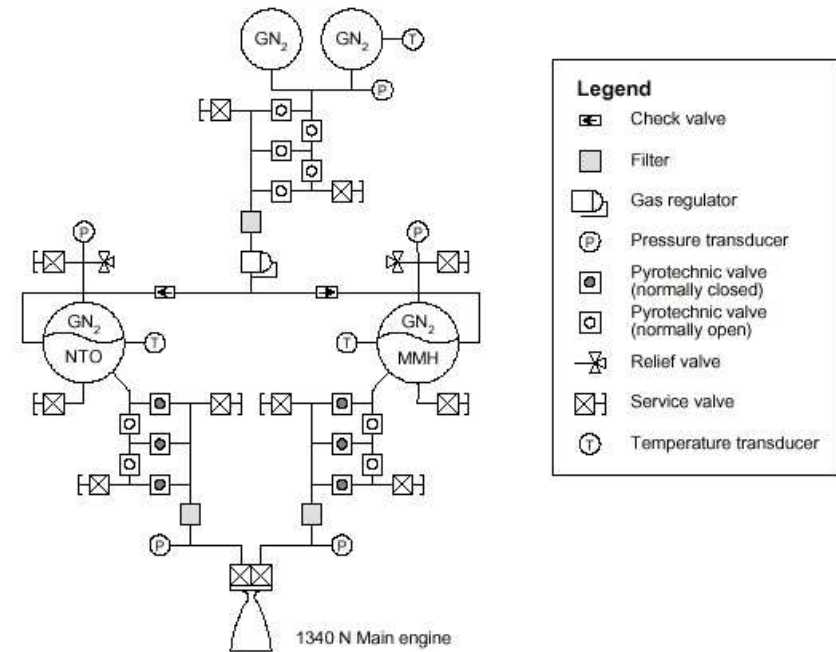 GN2
GN2
T
P
P
P
GN2
NTO
T
T
GN2
MMH
P
P
1340 N Main engine
Legend
Check valve
Filter
Gas regulator
P
Pressure transducer
Pyrotechnic valve
(normally closed)
Pyrotechnic valve
(normally open)
Relief valve
Service valve
T
Temperature transducer